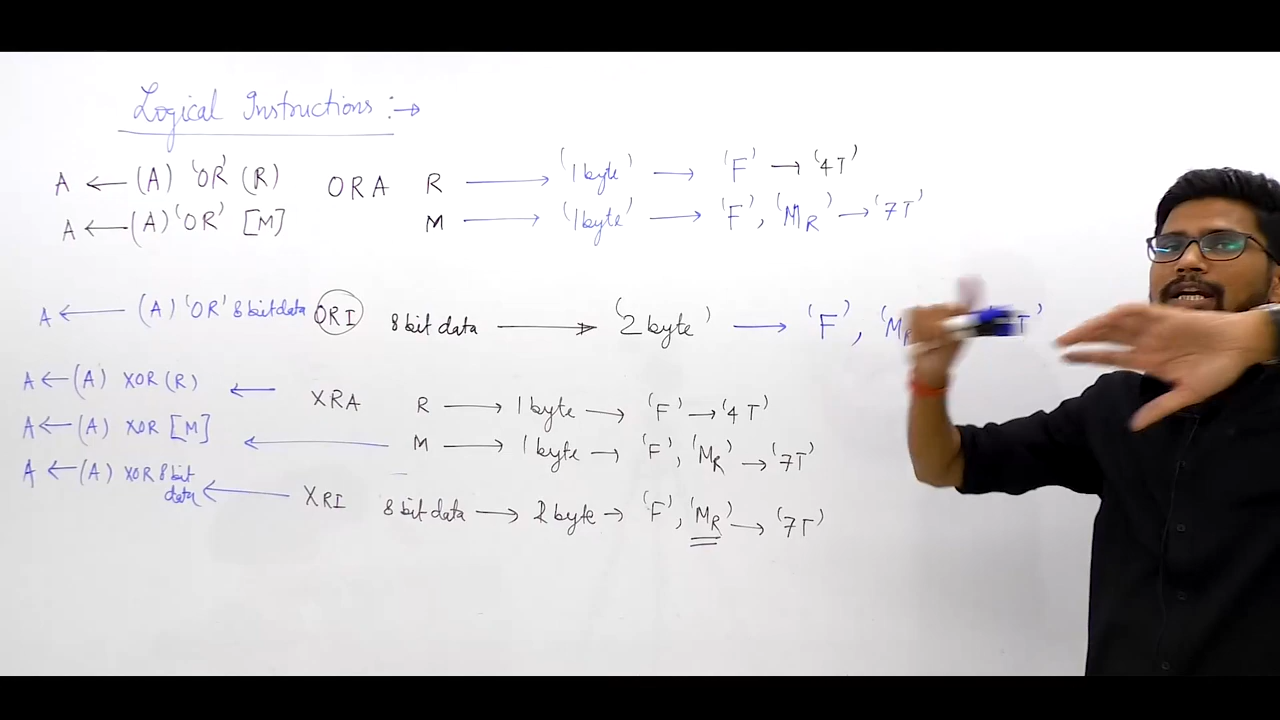 Logical Instructions :→
A ← (A) 'OR' (R) ORA R → '1 byte' → 'F' → '4T'
A ← (A) 'OR' [M] M → '1 byte' → 'F', 'MR' → '7T'
A ← (A) 'OR' 8 bit data ORI 8 bit data → '2 byte' → 'F', 'MR T'
A ← (A) XOR (R) ← XRA R → 1 byte → 'F' → '4T'
A ← (A) XOR [M] ← M → 1 byte → 'F', 'MR' → '7T'
A ← (A) XOR 8 bit data ← XRI 8 bit data → 2 byte → 'F', 'MR' → '7T'